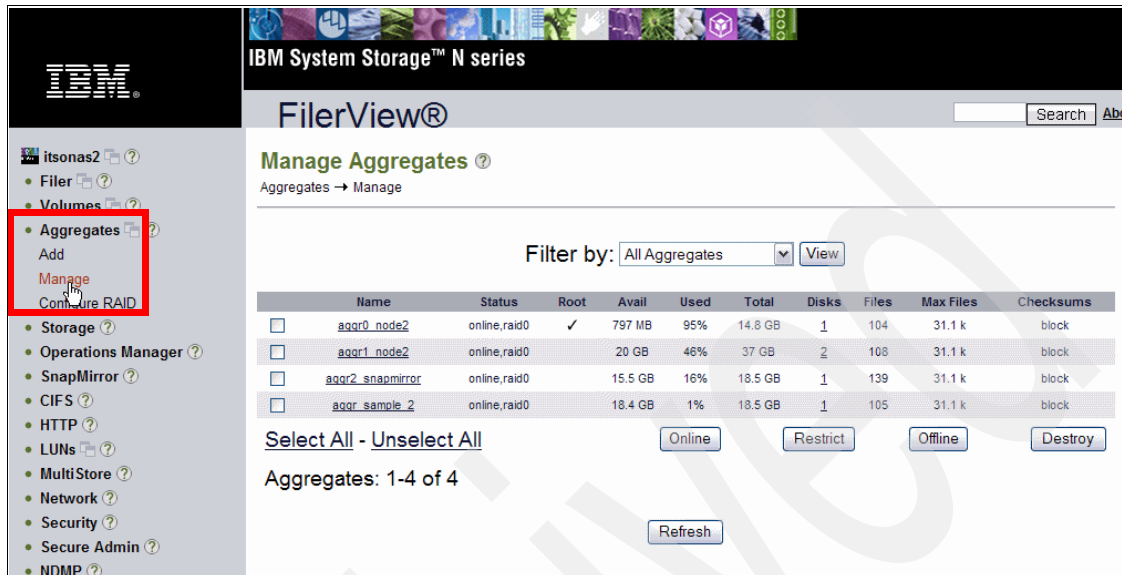 IBM System Storage™ N series
IBM®
FilerView®
Search
itsonas2
Filer
Volumes
Aggregates
Add
Manage
Configure RAID
Storage
Operations Manager
SnapMirror
CIFS
HTTP
LUNs
MultiStore
Network
Security
Secure Admin
NDMP
Manage Aggregates
Aggregates → Manage
Filter by: All Aggregates View
Name Status Root Avail Used Total Disks Files Max Files Checksums
aggr0_node2 online,raid0 ✓ 797 MB 95% 14.8 GB 1 104 31.1 k block
aggr1_node2 online,raid0 20 GB 46% 37 GB 2 108 31.1 k block
aggr2_snapmirror online,raid0 15.5 GB 16% 18.5 GB 1 139 31.1 k block
aggr_sample_2 online,raid0 18.4 GB 1% 18.5 GB 1 105 31.1 k block
Select All - Unselect All Online Restrict Offline Destroy
Aggregates: 1-4 of 4
Refresh